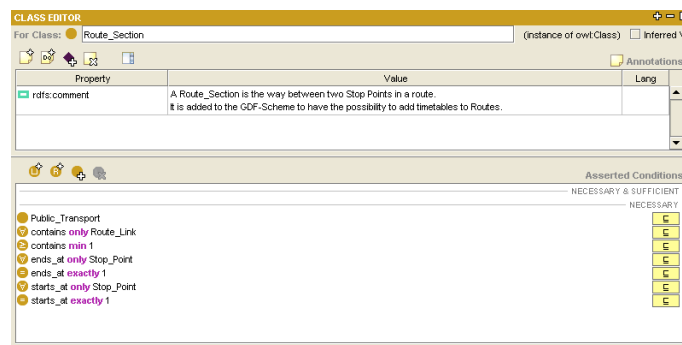 CLASS EDITOR
For Class: Route_Section (instance of owl:Class) Inferred
Annotations
Property Value Lang
rdfs:comment A Route_Section is the way between two Stop Points in a route.
It is added to the GDF-Scheme to have the possibility to add timetables to Routes.
Asserted Conditions
NECESSARY & SUFFICIENT
NECESSARY
Public_Transport
contains only Route_Link
contains min 1
ends_at only Stop_Point
ends_at exactly 1
starts_at only Stop_Point
starts_at exactly 1